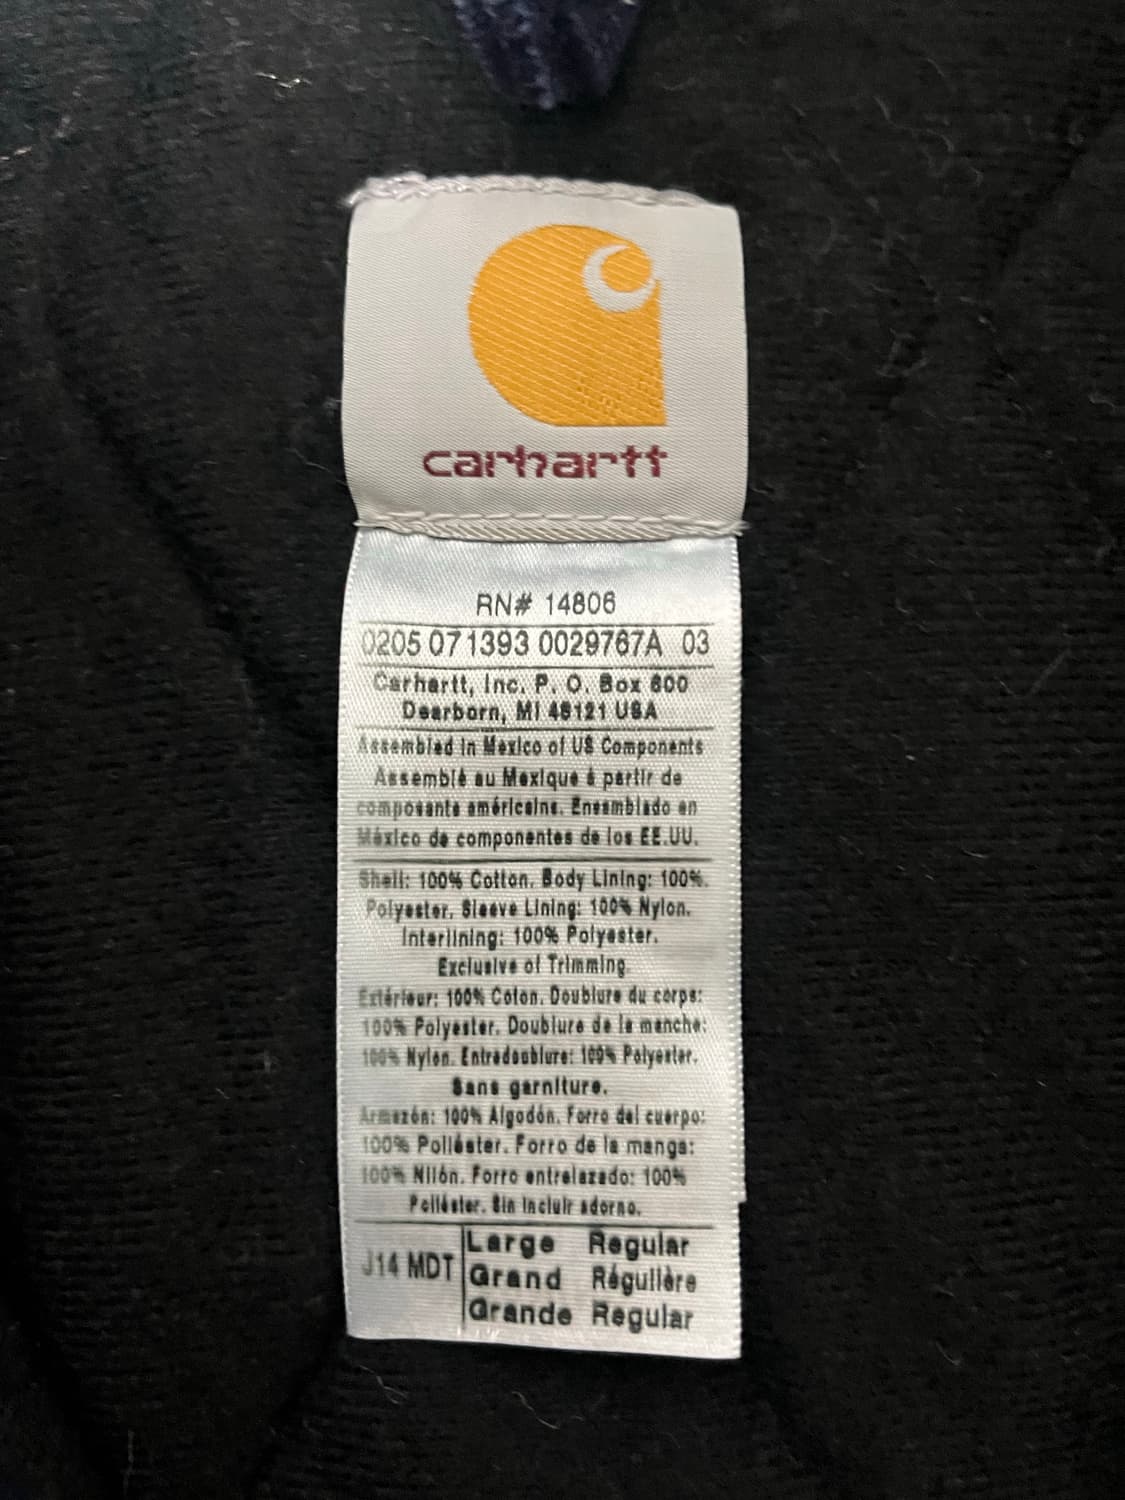 carhartt
RN# 14806
0205 071393 0029767A 03
Carhartt, Inc. P. O. Box 600
Dearborn, MI 48121 USA
Assembled in Mexico of US Components
Assemblé au Mexique à partir de
composants américains. Ensamblado en
México de componentes de los EE.UU.
Shell: 100% Cotton. Body Lining: 100%
Polyester. Sleeve Lining: 100% Nylon.
Interlining: 100% Polyester.
Exclusive of Trimming.
Extérieur: 100% Coton. Doublure du corps:
100% Polyester. Doublure de la manche:
100% Nylon. Entredoublure: 100% Polyester.
Sans garniture.
Armazón: 100% Algodón. Forro del cuerpo:
100% Poliéster. Forro de la manga:
100% Nilón. Forro entrelazado: 100%
Poliéster. Sin incluir adorno.
J14 MDT
Large Regular
Grand Régulière
Grande Regular